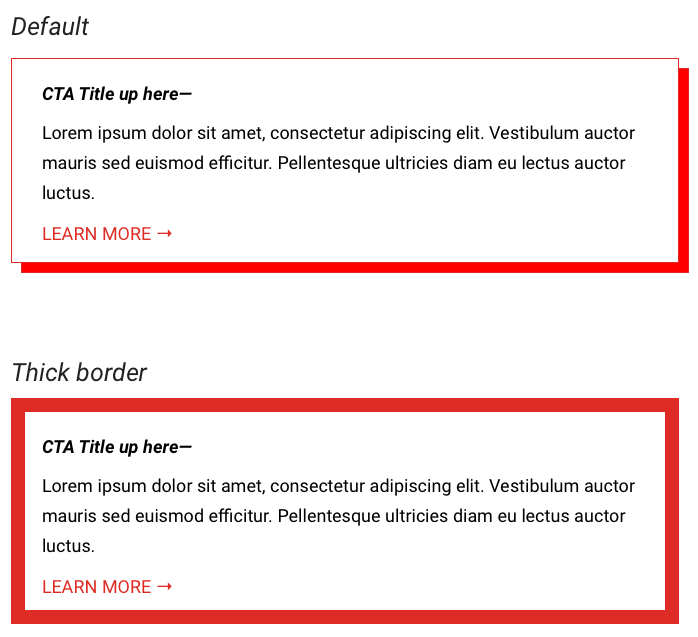 Default
CTA Title up here—
Lorem ipsum dolor sit amet, consectetur adipiscing elit. Vestibulum auctor
mauris sed euismod efficitur. Pellentesque ultricies diam eu lectus auctor
luctus.
LEARN MORE →
Thick border
CTA Title up here—
Lorem ipsum dolor sit amet, consectetur adipiscing elit. Vestibulum auctor
mauris sed euismod efficitur. Pellentesque ultricies diam eu lectus auctor
luctus.
LEARN MORE →